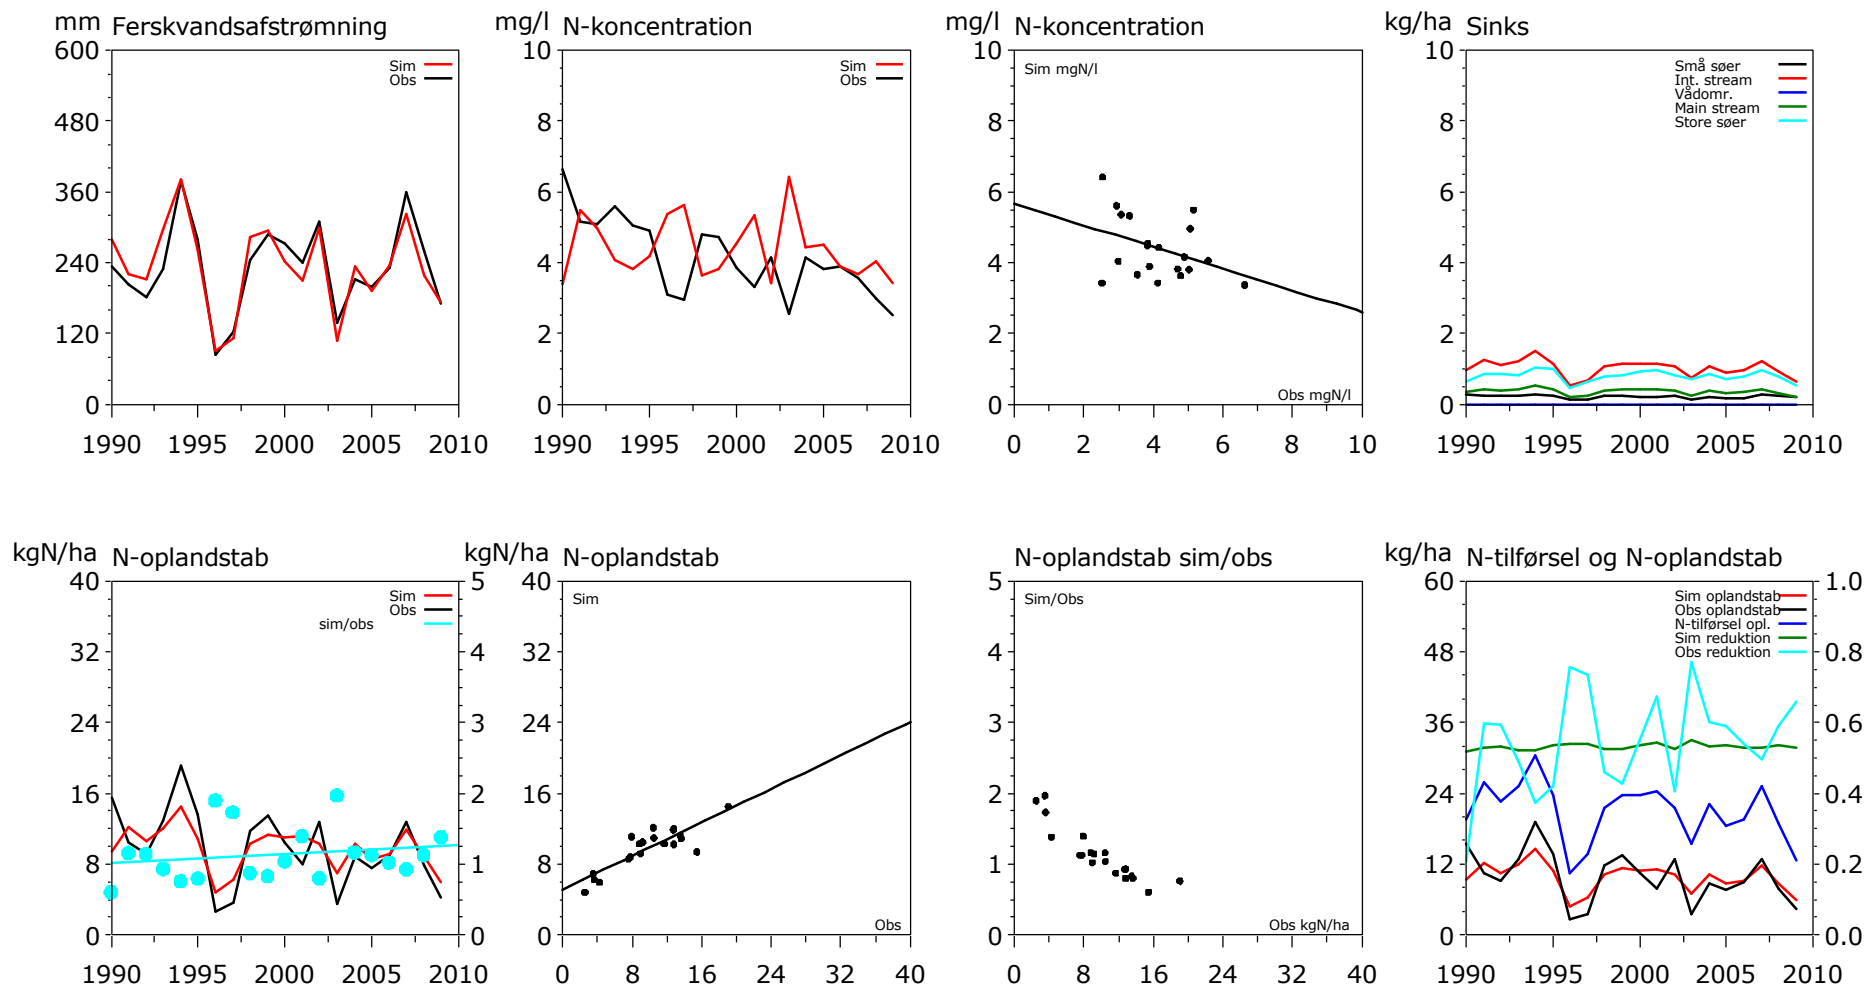 mm Ferskvandsafstrømning
600
480
360
240
120
0
1990 1995 2000 2005 2010
Sim
Obs
mg/l N-koncentration
10
8
6
4
2
0
1990 1995 2000 2005 2010
Sim
Obs
mg/l N-koncentration
10
8
6
4
2
0
0 2 4 6 8 10
Sim mgN/l
Obs mgN/l
kg/ha Sinks
10
8
6
4
2
0
1990 1995 2000 2005 2010
Små søer
Int. stream
Vådomr.
Main stream
Store søer
kgN/ha N-oplandstab
40
32
24
16
8
0
1990 1995 2000 2005 2010
5
4
3
2
1
0
Sim
Obs
sim/obs
kgN/ha N-oplandstab
40
32
24
16
8
0
0 8 16 24 32 40
Sim
Obs
N-oplandstab sim/obs
5
4
3
2
1
0
0 8 16 24 32 40
Sim/Obs
Obs kgN/ha
kg/ha N-tilførsel og N-oplandstab
60
48
36
24
12
0
1990 1995 2000 2005 2010
1.0
0.8
0.6
0.4
0.2
0.0
Sim oplandstab
Obs oplandstab
N-tilførsel opl.
Sim reduktion
Obs reduktion